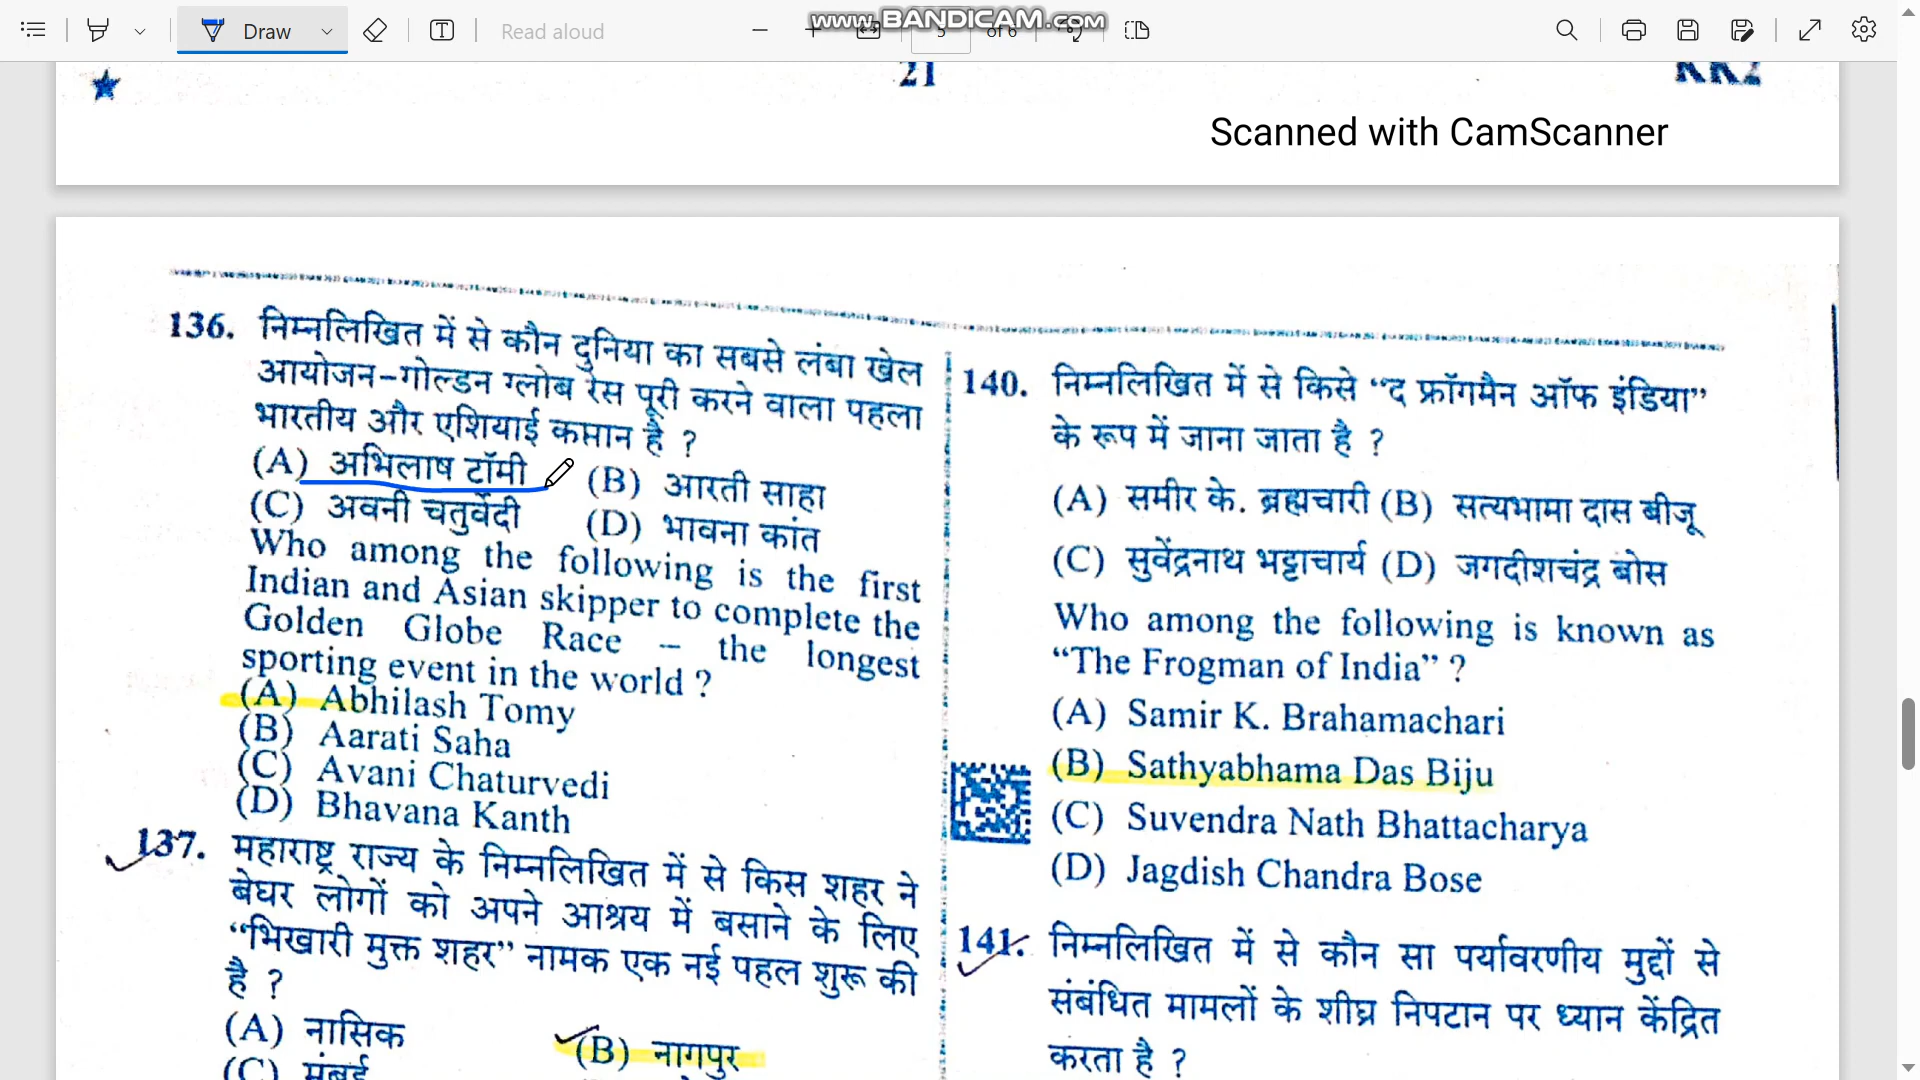 Draw
Read aloud
www.BANDICAM.com
5
of 6
21
KK2
Scanned with CamScanner
136. निम्नलिखित में से कौन दुनिया का सबसे लंबा खेल
आयोजन-गोल्डन ग्लोब रेस पूरी करने वाला पहला
भारतीय और एशियाई कप्तान है ?
(A) अभिलाष टॉमी (B) आरती साहा
(C) अवनी चतुर्वेदी (D) भावना कांत
Who among the following is the first
Indian and Asian skipper to complete the
Golden Globe Race – the longest
sporting event in the world ?
(A) Abhilash Tomy
(B) Aarati Saha
(C) Avani Chaturvedi
(D) Bhavana Kanth
137. महाराष्ट्र राज्य के निम्नलिखित में से किस शहर ने
बेघर लोगों को अपने आश्रय में बसाने के लिए
“भिखारी मुक्त शहर” नामक एक नई पहल शुरू की
है ?
(A) नासिक (B) नागपुर
(C) मुंबई
140. निम्नलिखित में से किसे “द फ्रॉगमैन ऑफ इंडिया”
के रूप में जाना जाता है ?
(A) समीर के. ब्रह्मचारी (B) सत्यभामा दास बीजू
(C) सुवेंद्रनाथ भट्टाचार्य (D) जगदीशचंद्र बोस
Who among the following is known as
“The Frogman of India” ?
(A) Samir K. Brahamachari
(B) Sathyabhama Das Biju
(C) Suvendra Nath Bhattacharya
(D) Jagdish Chandra Bose
141. निम्नलिखित में से कौन सा पर्यावरणीय मुद्दों से
संबंधित मामलों के शीघ्र निपटान पर ध्यान केंद्रित
करता है ?